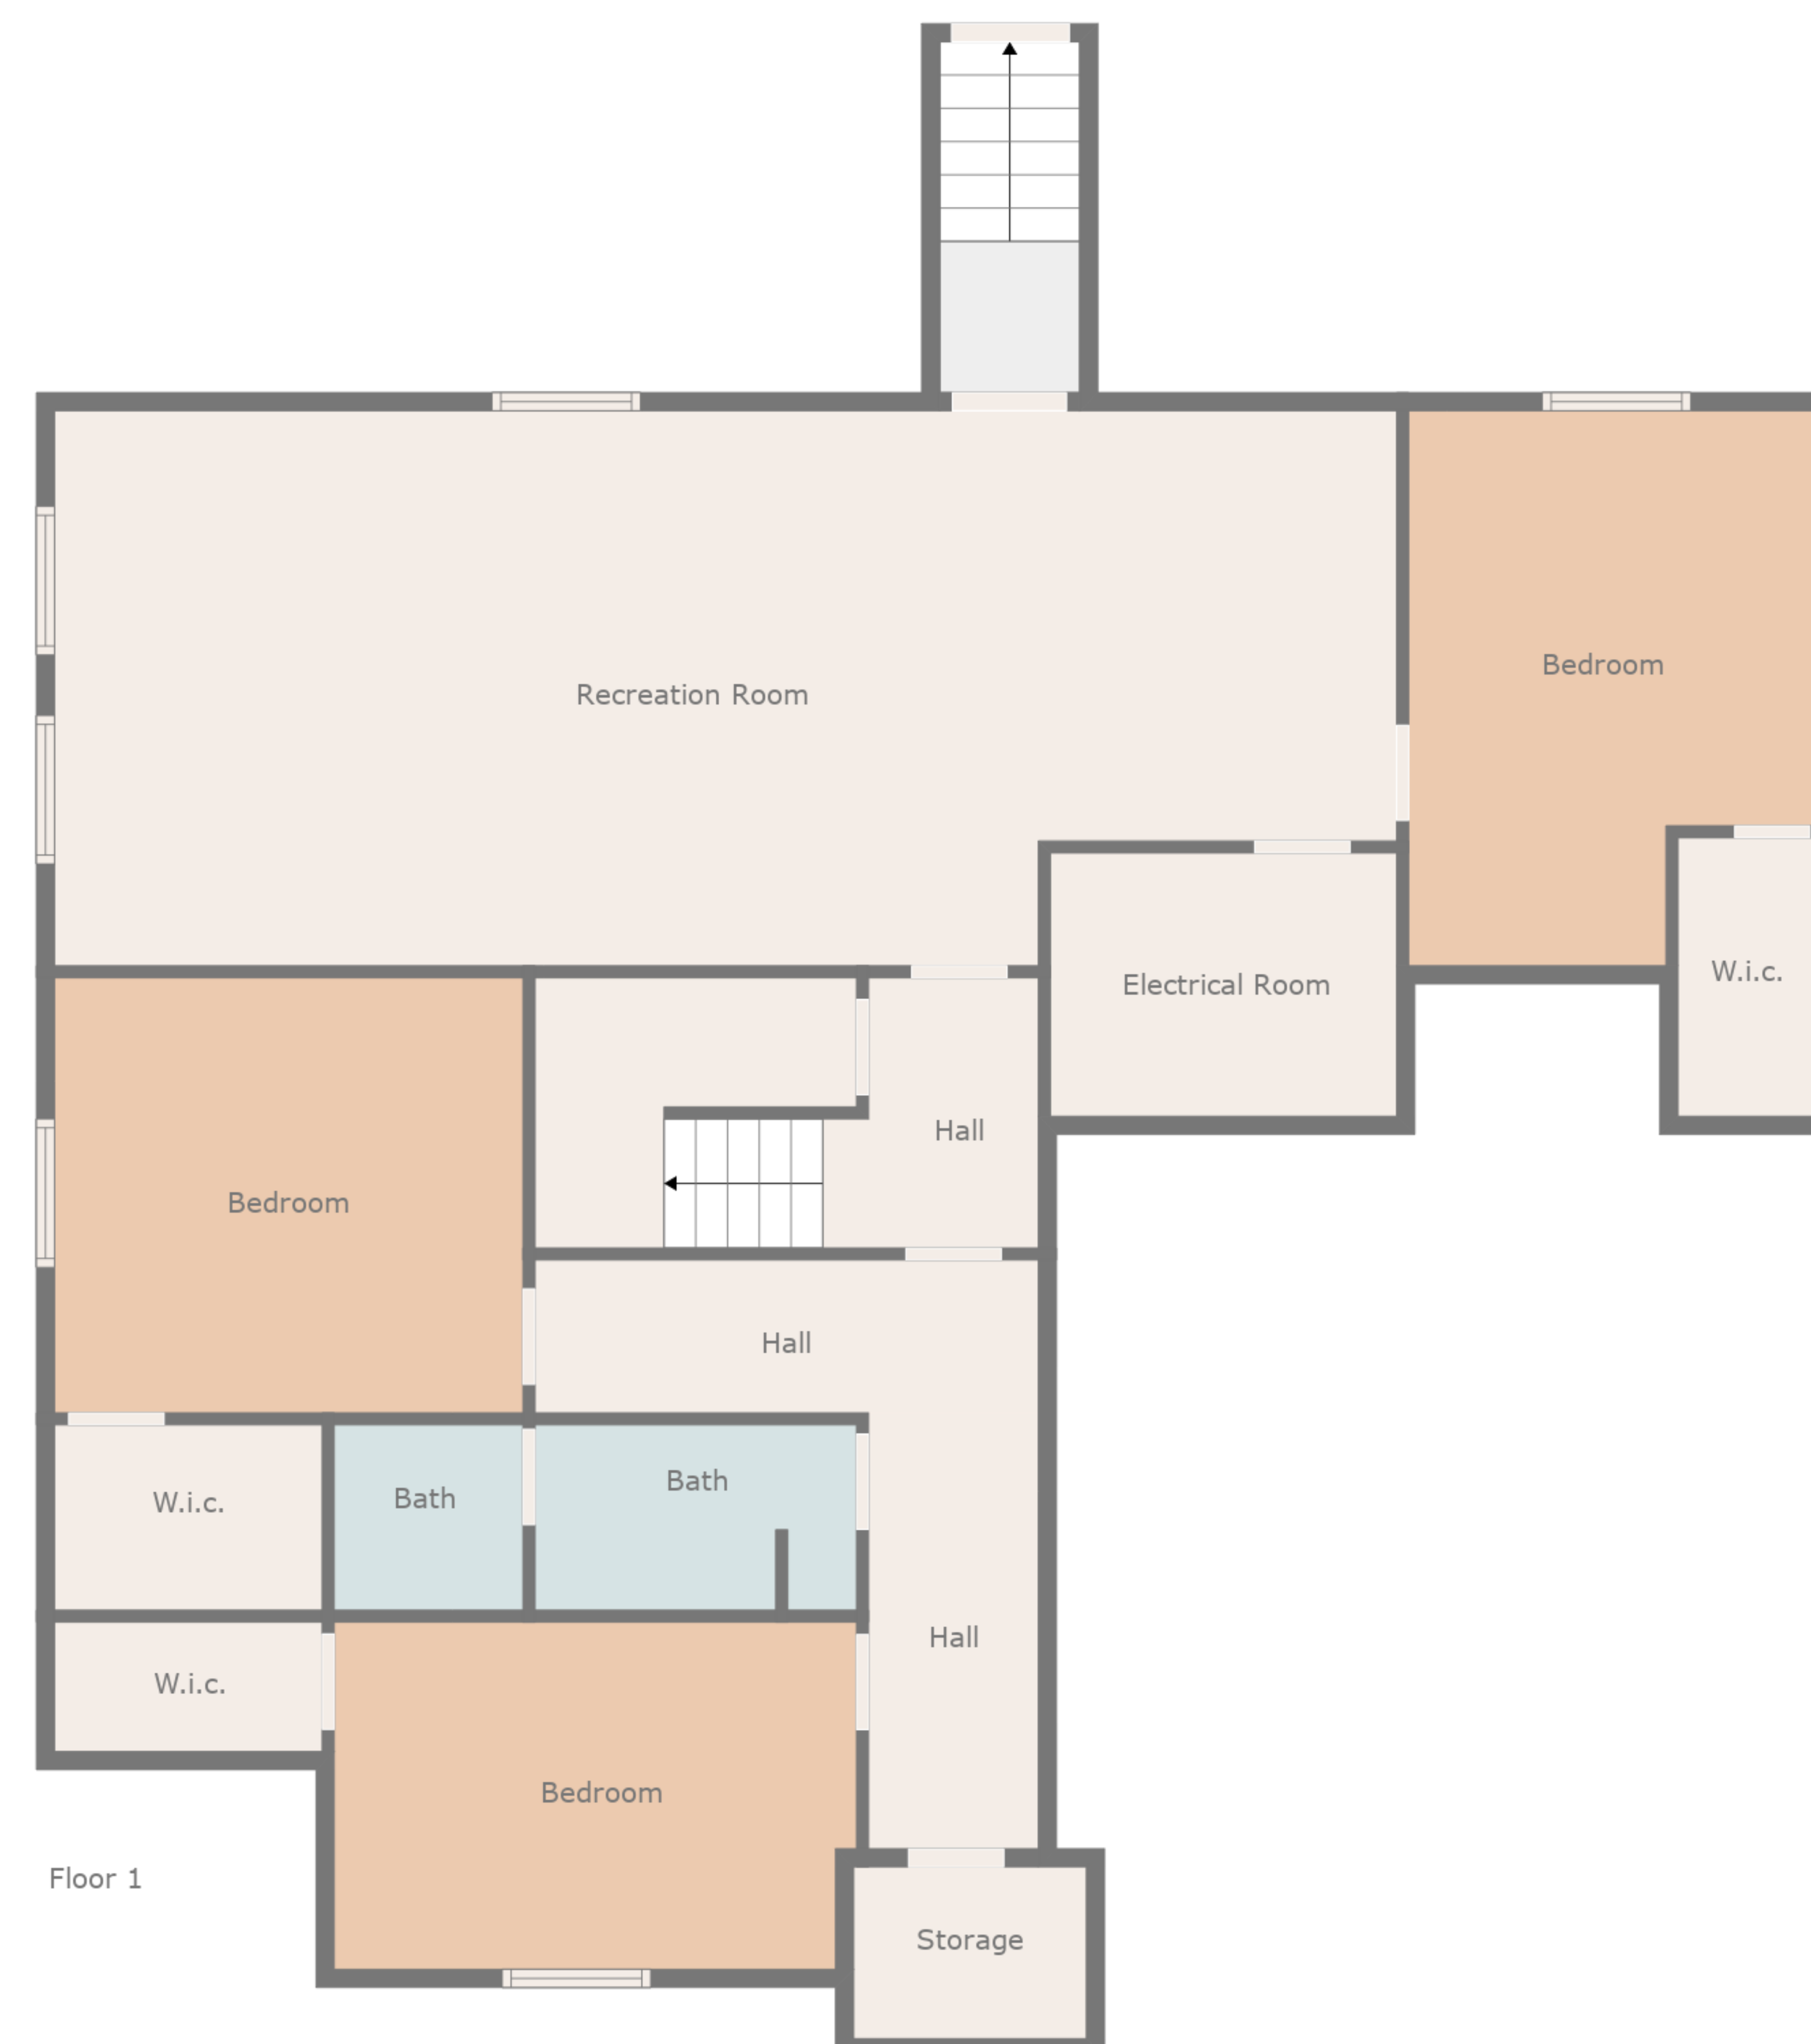 Recreation Room
Bedroom
W.i.c.
Electrical Room
Hall
Bedroom
Hall
Bath
Bath
W.i.c.
Hall
W.i.c.
Bedroom
Floor 1
Storage